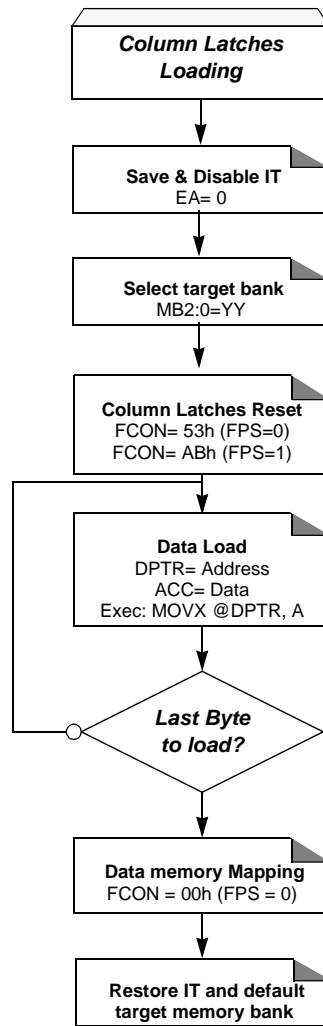 Column Latches
Loading
Save & Disable IT
EA= 0
Select target bank
MB2:0=YY
Column Latches Reset
FCON= 53h (FPS=0)
FCON= ABh (FPS=1)
Data Load
DPTR= Address
ACC= Data
Exec: MOVX @DPTR, A
Last Byte
to load?
Data memory Mapping
FCON = 00h (FPS = 0)
Restore IT and default
target memory bank